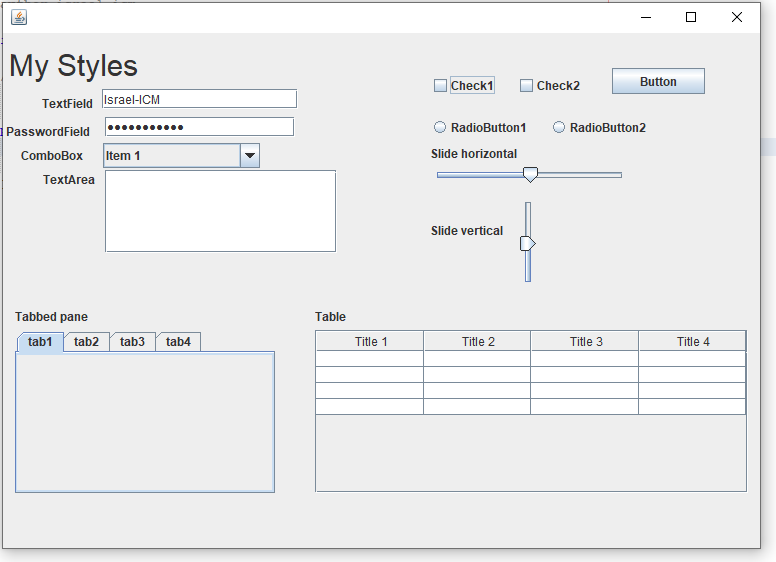 My Styles
TextField
Israel-ICM
PasswordField
●●●●●●●●●●●
ComboBox
Item 1
TextArea
Check1
Check2
Button
RadioButton1
RadioButton2
Slide horizontal
Slide vertical
Tabbed pane
tab1 tab2 tab3 tab4
Table
Title 1 Title 2 Title 3 Title 4